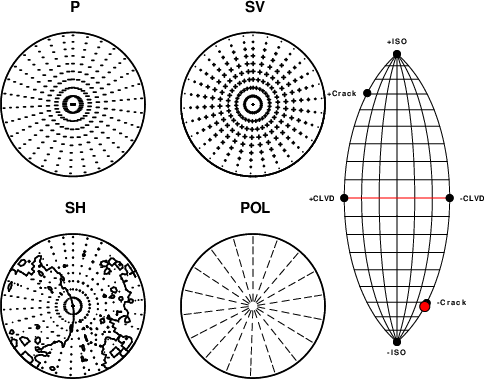 P
SV
SH
POL
+ISO
+Crack
+CLVD
-CLVD
-Crack
-ISO